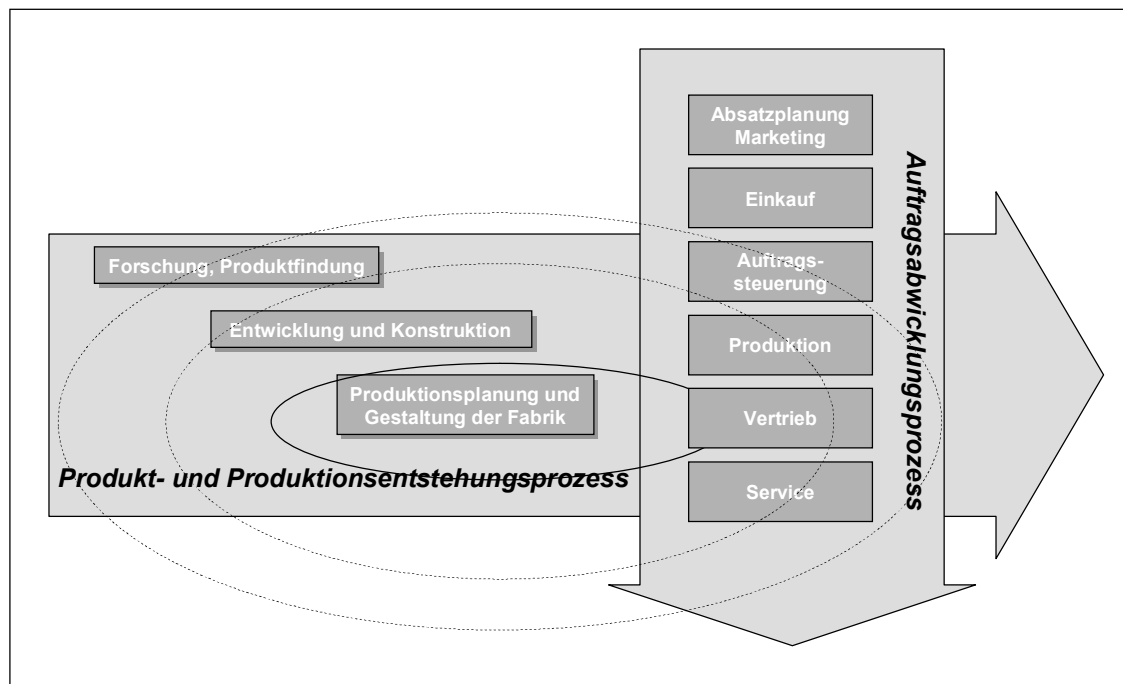 Absatzplanung
Marketing
Einkauf
Auftrags-
steuerung
Produktion
Vertrieb
Service
Auftragsabwicklungsprozess
Forschung, Produktfindung
Entwicklung und Konstruktion
Produktionsplanung und
Gestaltung der Fabrik
Produkt- und Produktionsentstehungsprozess